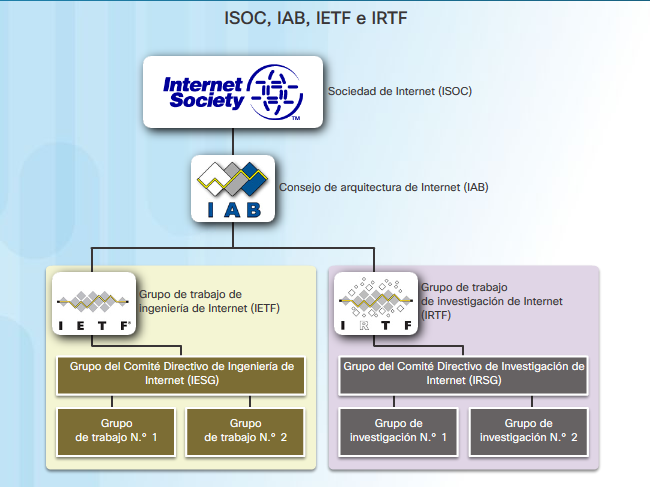 ISOC, IAB, IETF e IRTF
Internet
Society
TM
Sociedad de Internet (ISOC)
IAB
Consejo de arquitectura de Internet (IAB)
IETF®
Grupo de trabajo de
ingeniería de Internet (IETF)
IRTF
Grupo de trabajo
de investigación de Internet
(IRTF)
Grupo del Comité Directivo de Ingeniería de
Internet (IESG)
Grupo
de trabajo N.º 1
Grupo
de trabajo N.º 2
Grupo del Comité Directivo de Investigación de
Internet (IRSG)
Grupo de
investigación N.º 1
Grupo de
investigación N.º 2